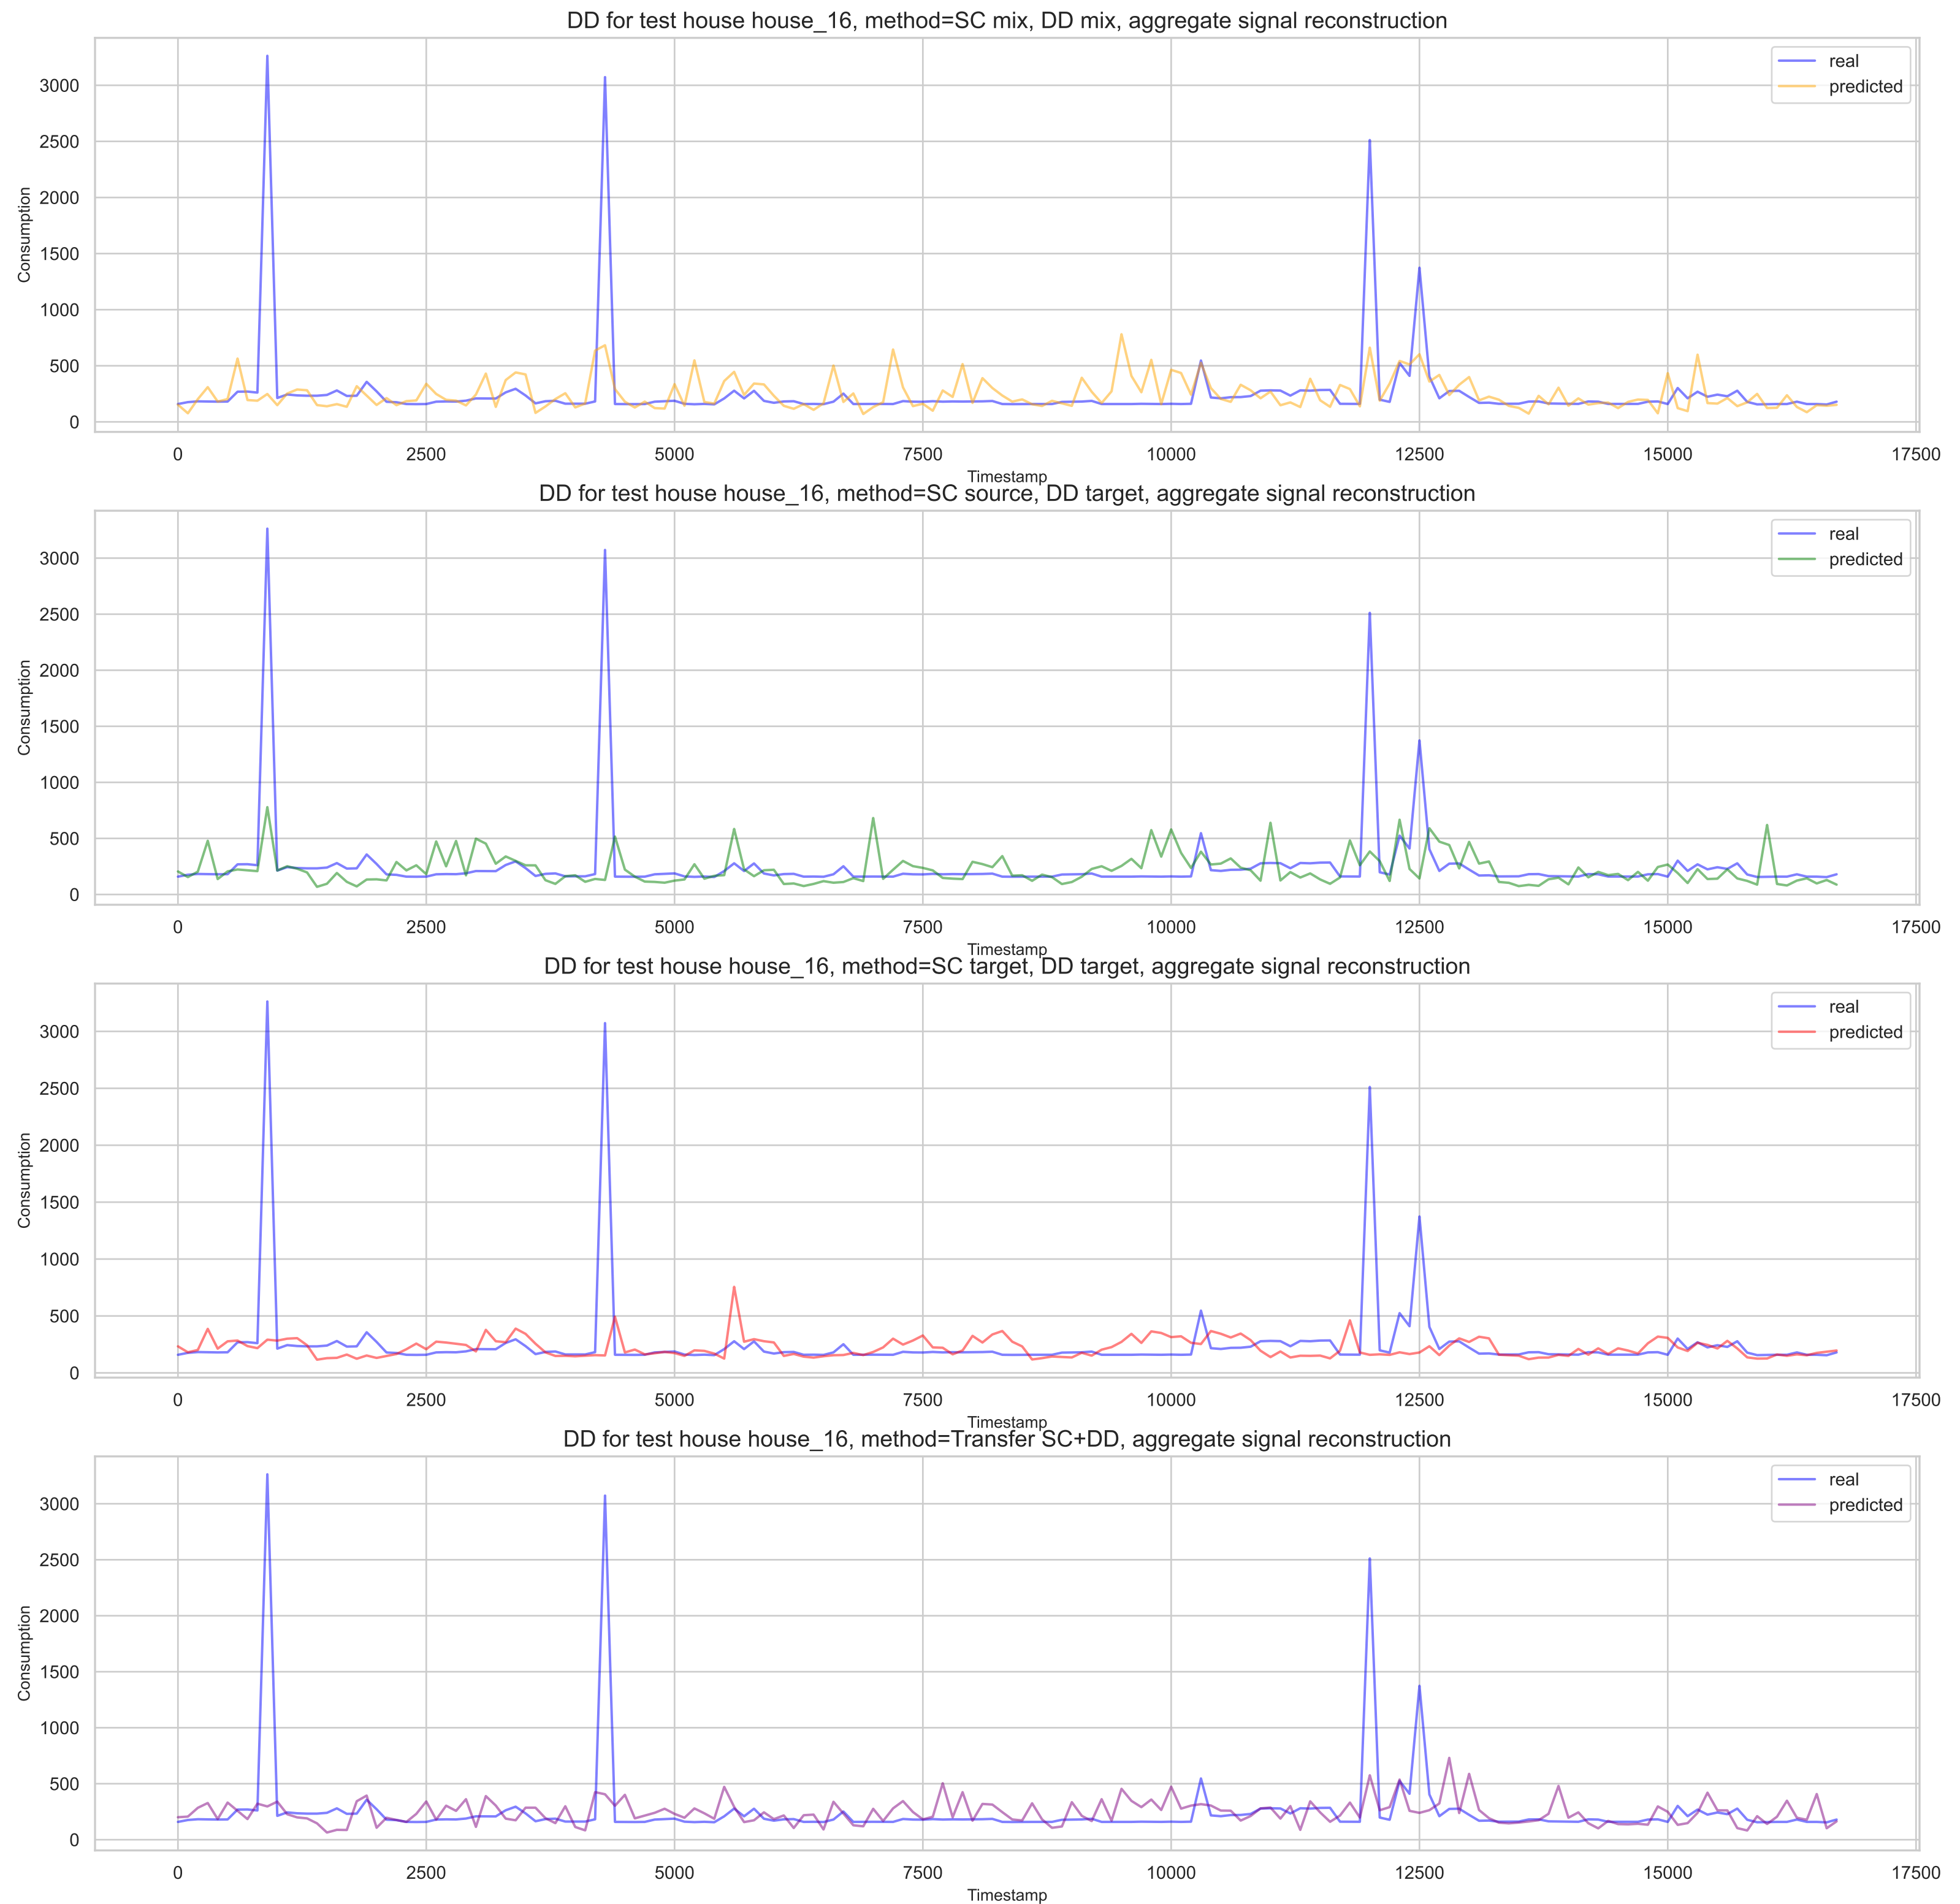 DD for test house house_16, method=SC mix, DD mix, aggregate signal reconstruction
real
predicted
Consumption
3000
2500
2000
1500
1000
500
0
0 2500 5000 7500 10000 12500 15000 17500
Timestamp
DD for test house house_16, method=SC source, DD target, aggregate signal reconstruction
real
predicted
Consumption
3000
2500
2000
1500
1000
500
0
0 2500 5000 7500 10000 12500 15000 17500
Timestamp
DD for test house house_16, method=SC target, DD target, aggregate signal reconstruction
real
predicted
Consumption
3000
2500
2000
1500
1000
500
0
0 2500 5000 7500 10000 12500 15000 17500
Timestamp
DD for test house house_16, method=Transfer SC+DD, aggregate signal reconstruction
real
predicted
Consumption
3000
2500
2000
1500
1000
500
0
0 2500 5000 7500 10000 12500 15000 17500
Timestamp